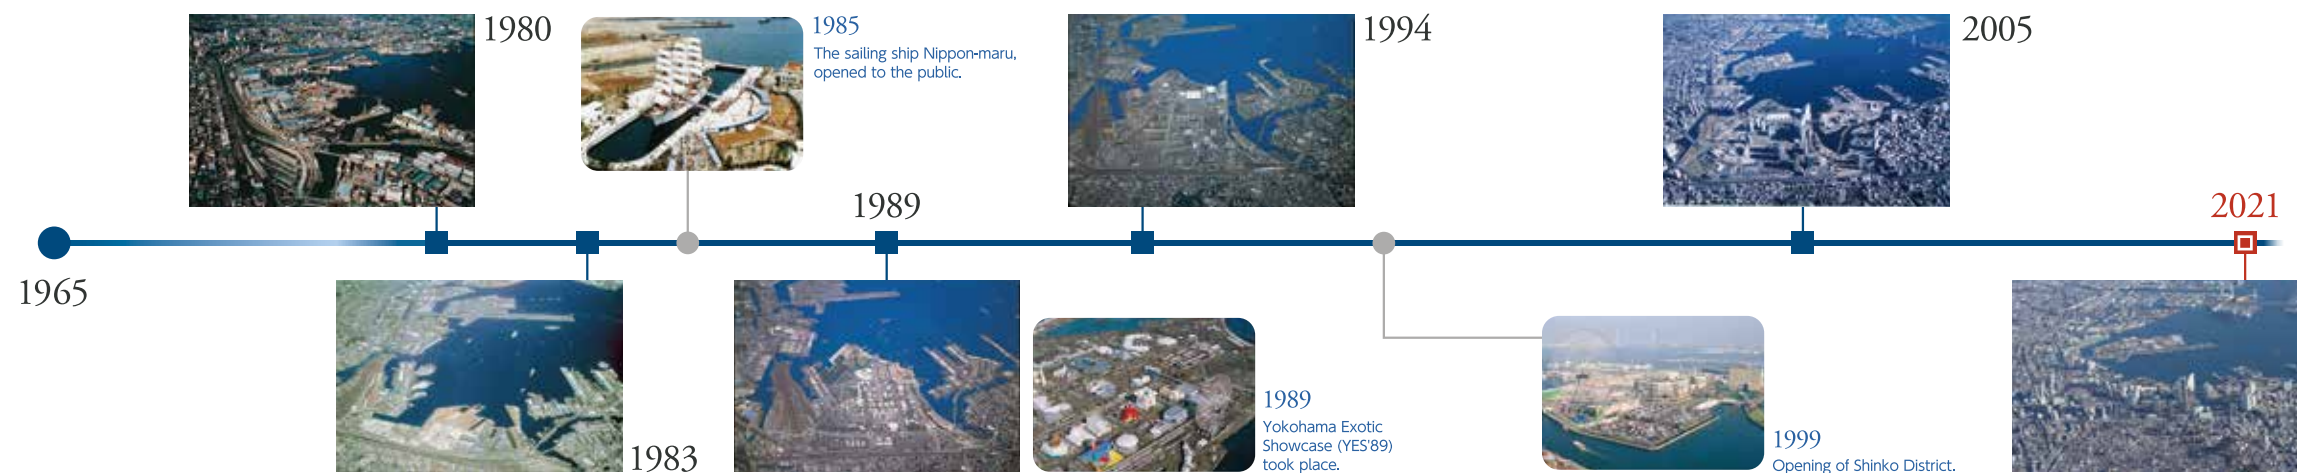 1980
1985
The sailing ship Nippon-maru,
opened to the public.
1994
2005
1989
2021
1965
1983
1989
Yokohama Exotic
Showcase (YES'89)
took place.
1999
Opening of Shinko District.